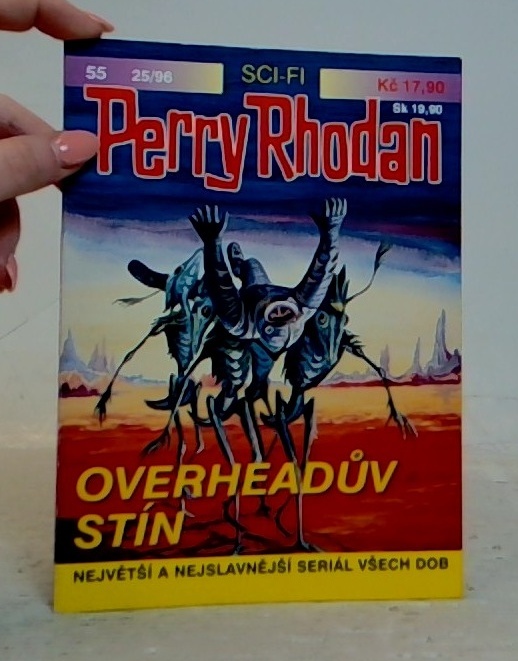 55 25/96 SCI-FI Kč 17,90
Sk 19,90
Perry Rhodan
OVERHEADŮV
STÍN
NEJVĚTŠÍ A NEJSLAVNĚJŠÍ SERIÁL VŠECH DOB